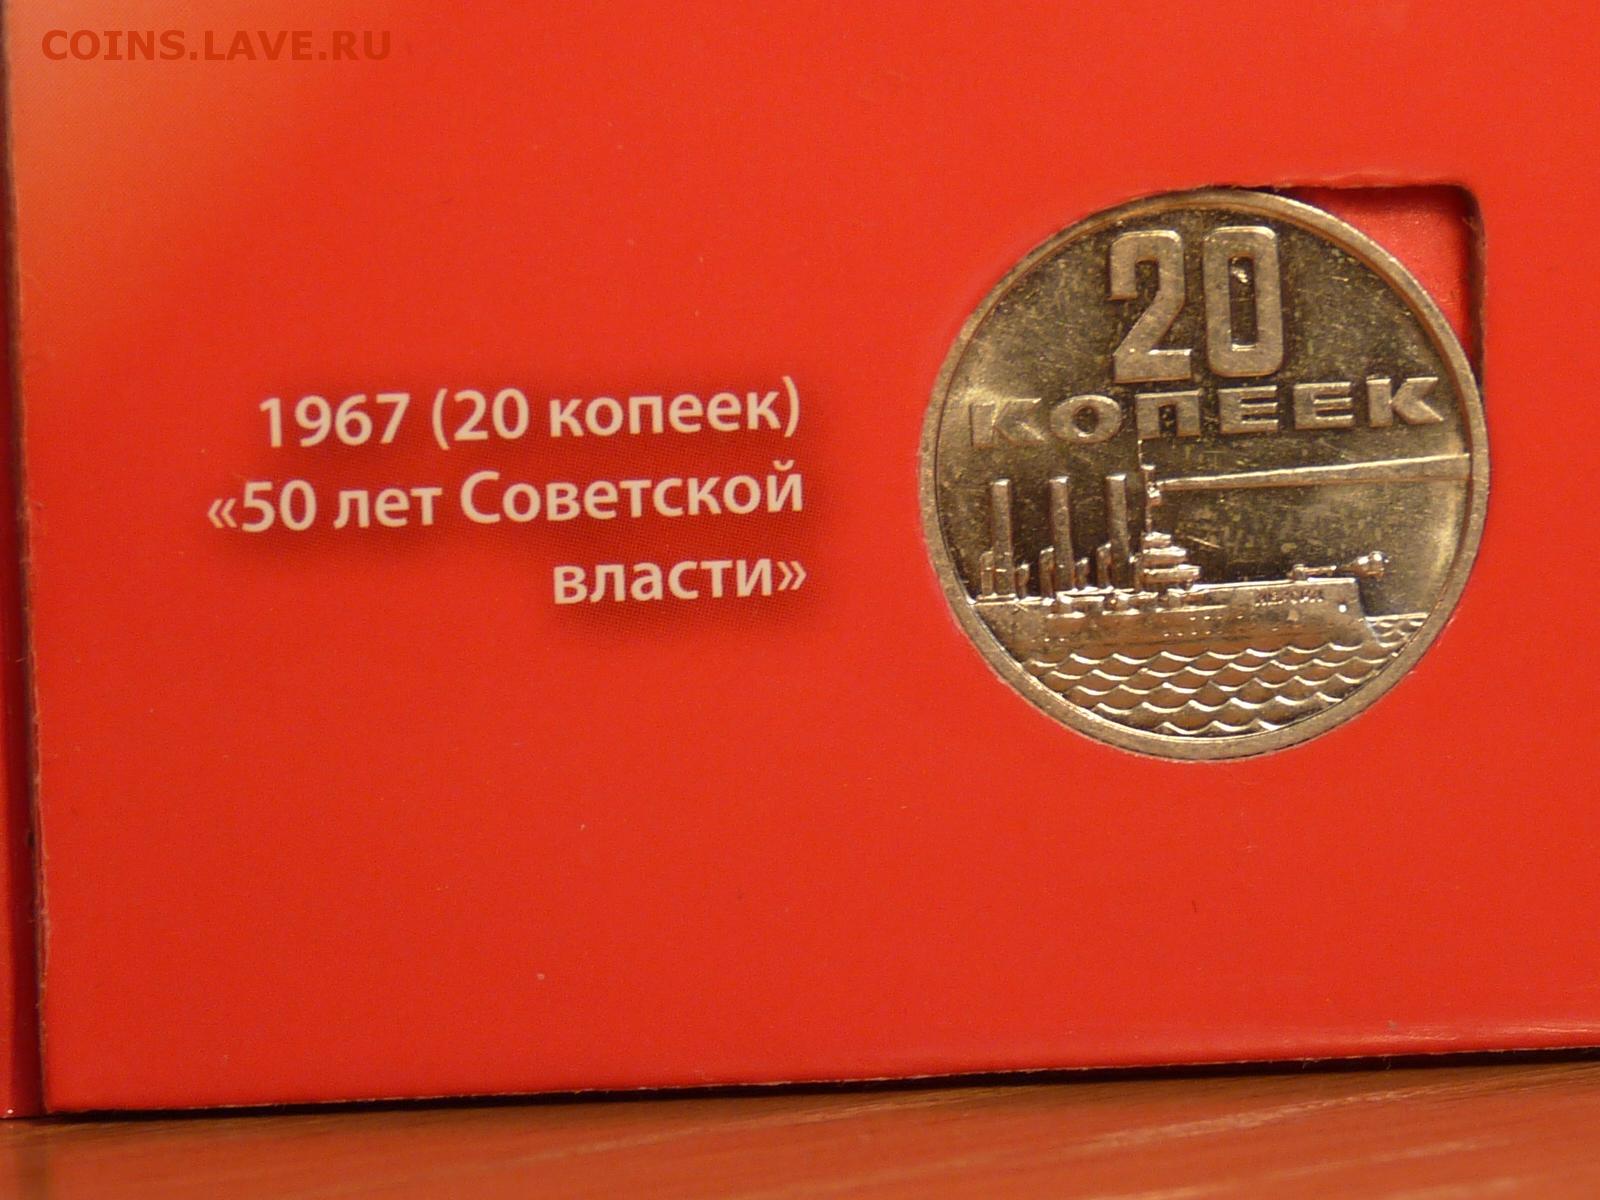 COINS.LAVE.RU
1967 (20 копеек)
«50 лет Советской
власти»
20
КОПЕЕК